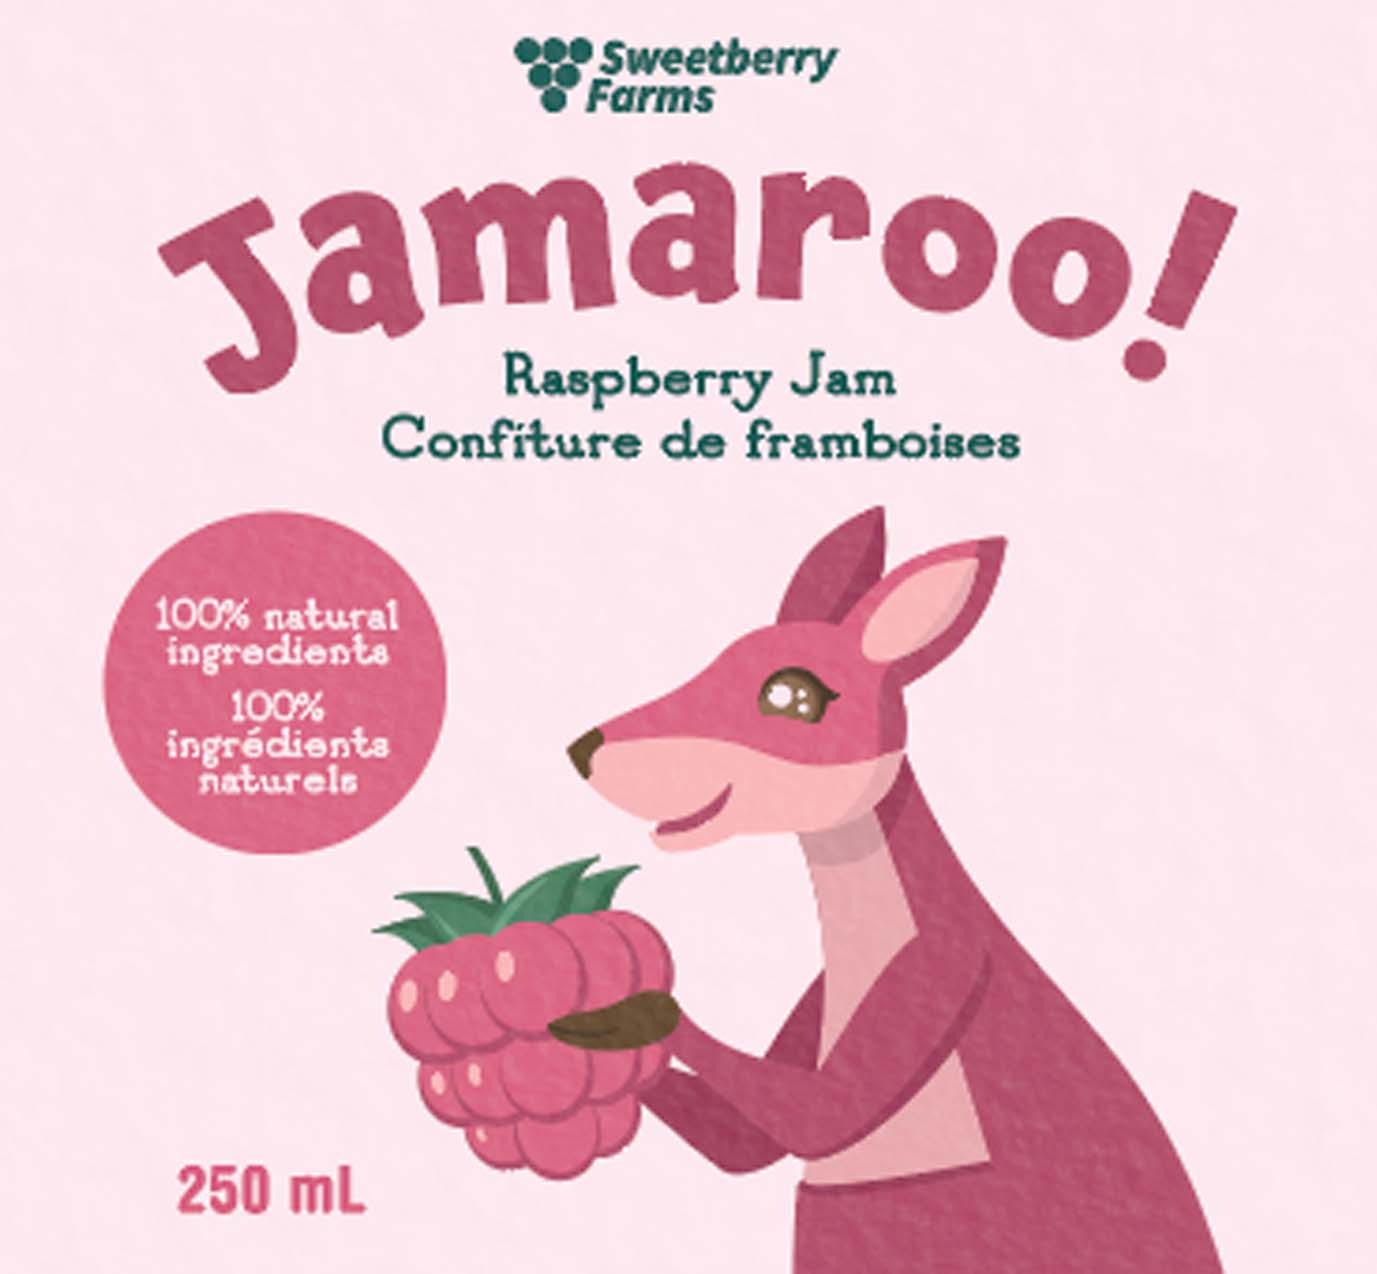 Sweetberry
Farms
Jamaroo!
Raspberry Jam
Confiture de framboises
100% natural
ingredients
100%
ingrédients
naturels
250 mL